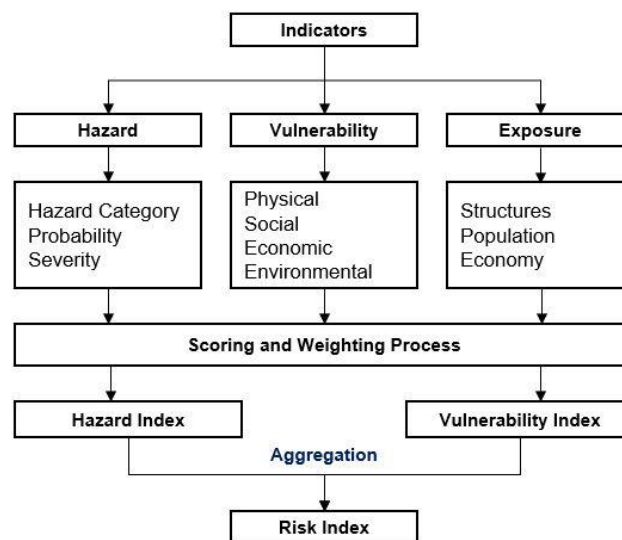 Indicators
Hazard
Vulnerability
Exposure
Hazard Category
Probability
Severity
Physical
Social
Economic
Environmental
Structures
Population
Economy
Scoring and Weighting Process
Hazard Index
Vulnerability Index
Aggregation
Risk Index